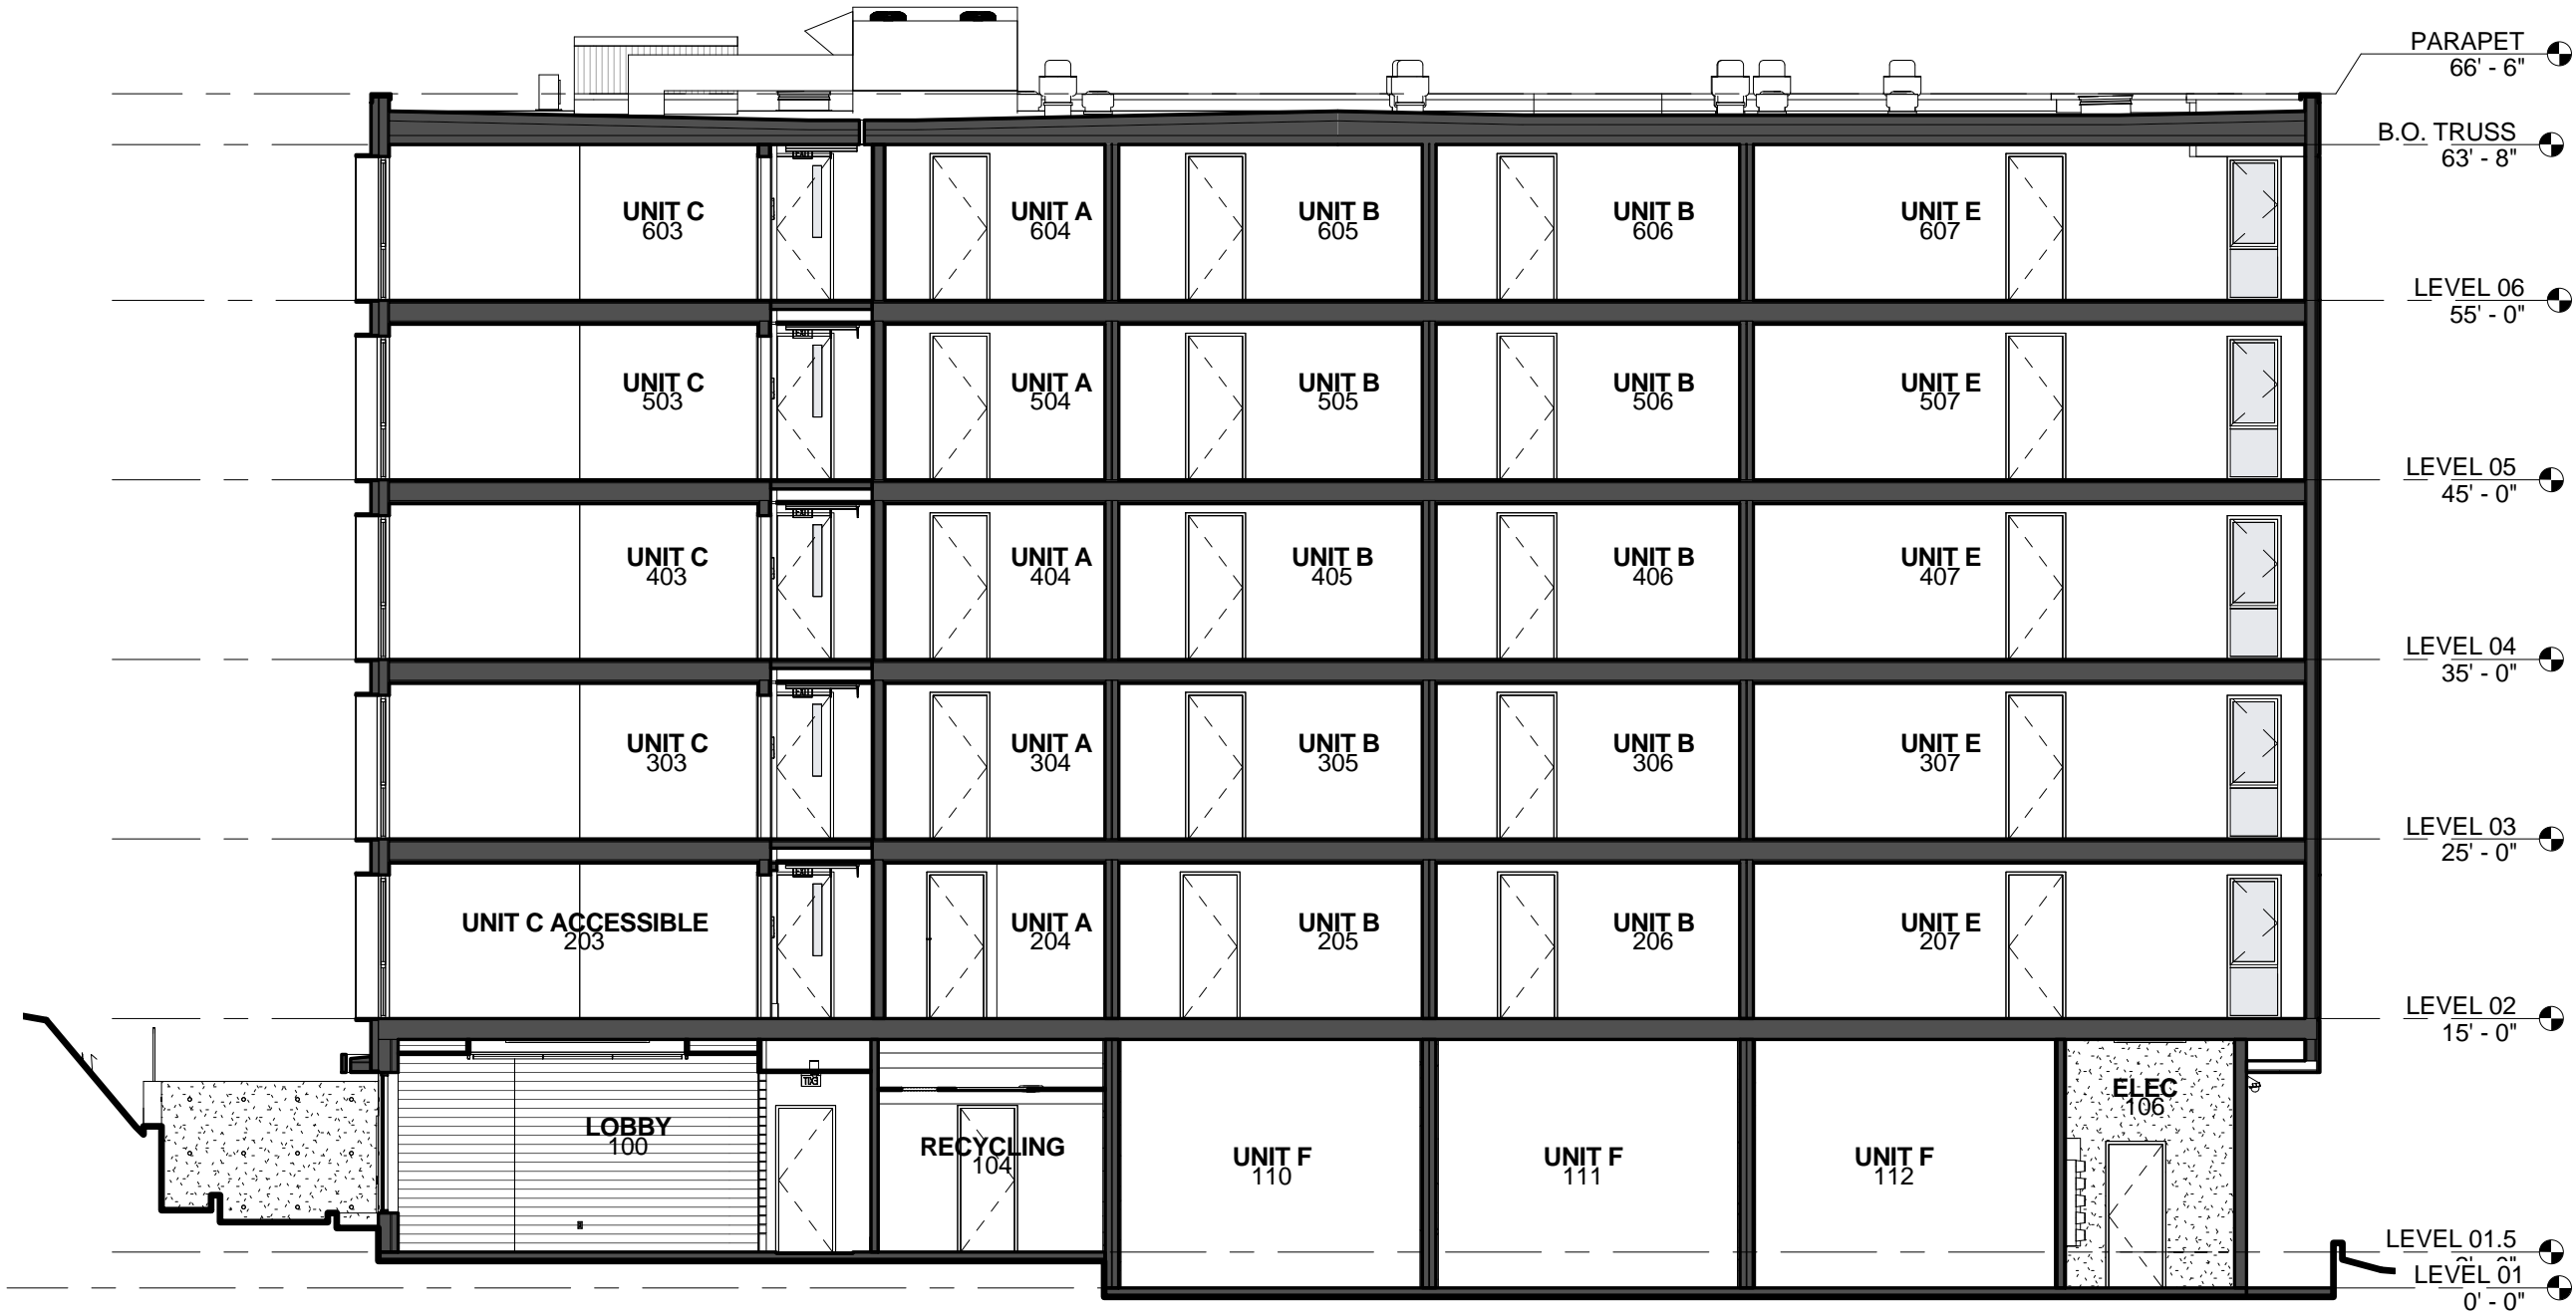 PARAPET
66' - 6"
B.O. TRUSS
63' - 8"
UNIT C
603
UNIT A
604
UNIT B
605
UNIT B
606
UNIT E
607
LEVEL 06
55' - 0"
EXIT
UNIT C
503
UNIT A
504
UNIT B
505
UNIT B
506
UNIT E
507
LEVEL 05
45' - 0"
EXIT
UNIT C
403
UNIT A
404
UNIT B
405
UNIT B
406
UNIT E
407
LEVEL 04
35' - 0"
EXIT
UNIT C
303
UNIT A
304
UNIT B
305
UNIT B
306
UNIT E
307
LEVEL 03
25' - 0"
EXIT
UNIT C ACCESSIBLE
203
UNIT A
204
UNIT B
205
UNIT B
206
UNIT E
207
LEVEL 02
15' - 0"
EXIT
LOBBY
100
RECYCLING
104
UNIT F
110
UNIT F
111
UNIT F
112
ELEC
106
LEVEL 01.5
LEVEL 01
0' - 0"